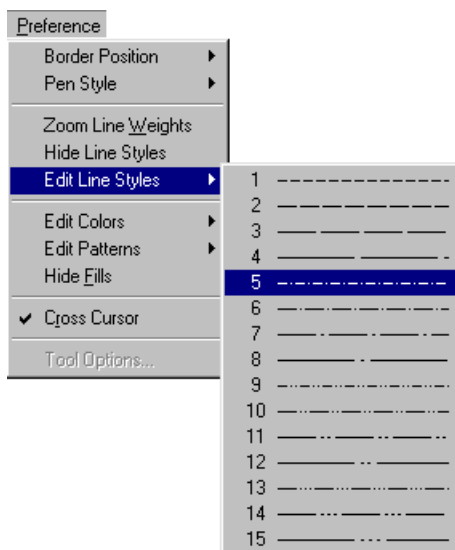 Preference
Border Position
Pen Style
Zoom Line Weights
Hide Line Styles
Edit Line Styles
Edit Colors
Edit Patterns
Hide Fills
Cross Cursor
Tool Options...
1
2
3
4
5
6
7
8
9
10
11
12
13
14
15